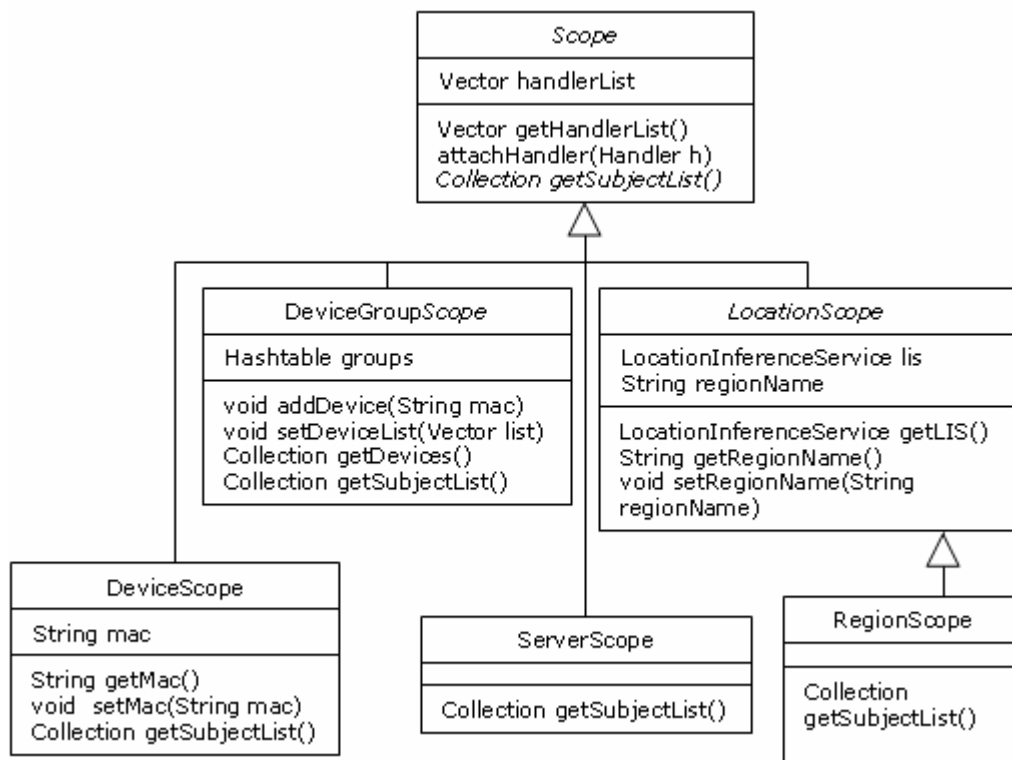 Scope
Vector handlerList
Vector getHandlerList()
attachHandler(Handler h)
Collection getSubjectList()
DeviceGroupScope
Hashtable groups
void addDevice(String mac)
void setDeviceList(Vector list)
Collection getDevices()
Collection getSubjectList()
LocationScope
LocationInferenceService lis
String regionName
LocationInferenceService getLIS()
String getRegionName()
void setRegionName(String
regionName)
DeviceScope
String mac
String getMac()
void setMac(String mac)
Collection getSubjectList()
ServerScope
Collection getSubjectList()
RegionScope
Collection
getSubjectList()